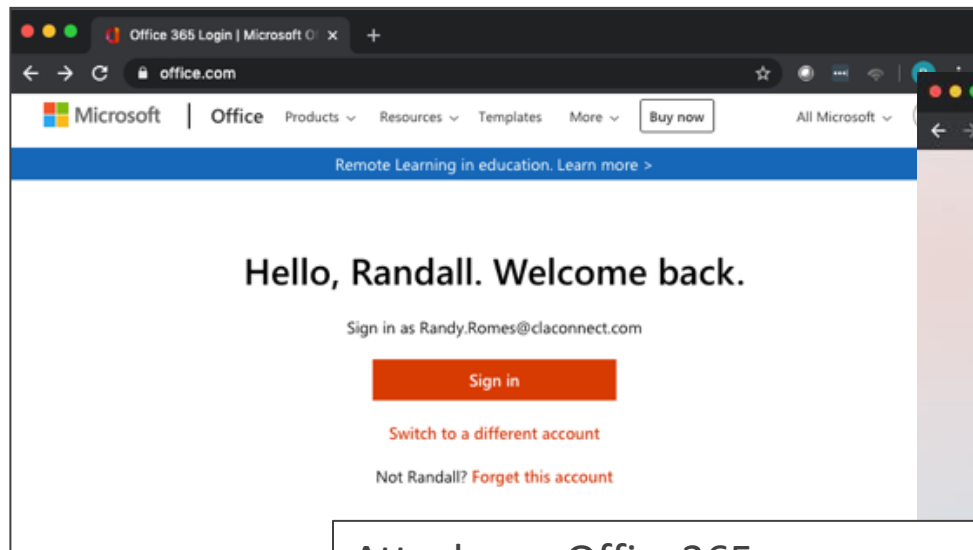 Office 365 Login | Microsoft O
office.com
Microsoft | Office Products Resources Templates More Buy now All Microsoft
Remote Learning in education. Learn more >
Hello, Randall. Welcome back.
Sign in as Randy.Romes@claconnect.com
Sign in
Switch to a different account
Not Randall? Forget this account